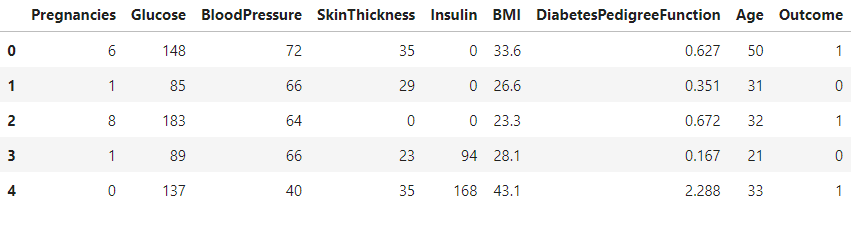 Pregnancies Glucose BloodPressure SkinThickness Insulin BMI DiabetesPedigreeFunction Age Outcome
0 6 148 72 35 0 33.6 0.627 50 1
1 1 85 66 29 0 26.6 0.351 31 0
2 8 183 64 0 0 23.3 0.672 32 1
3 1 89 66 23 94 28.1 0.167 21 0
4 0 137 40 35 168 43.1 2.288 33 1